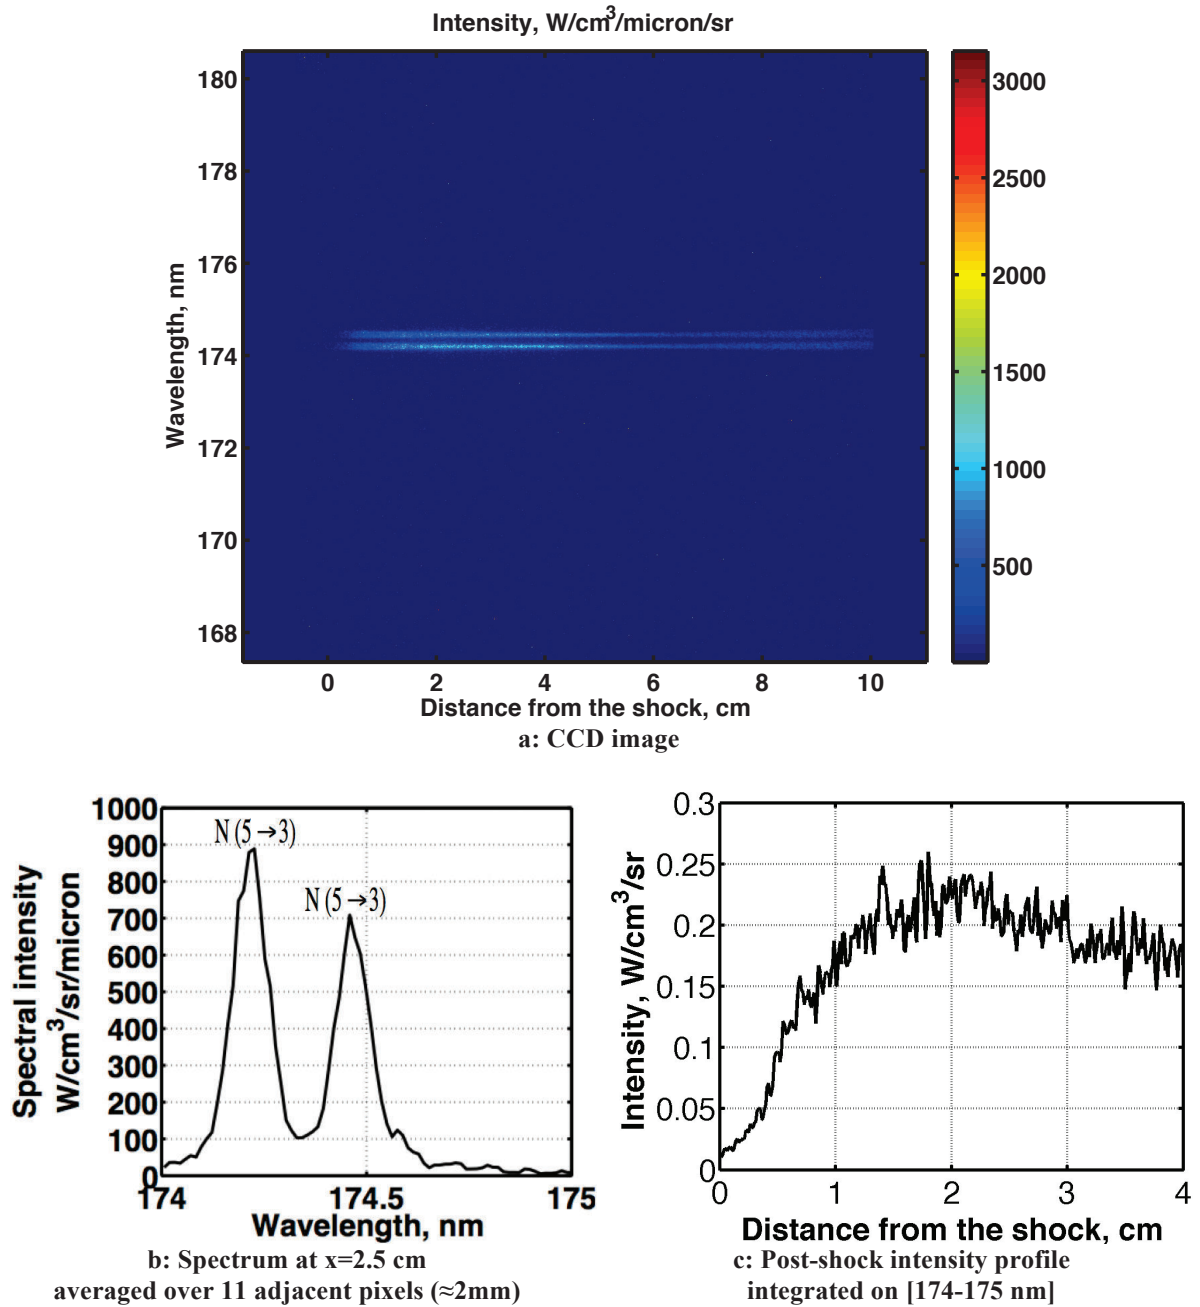 Intensity, W/cm3/micron/sr
180
178
176
174
172
170
168
Wavelength, nm
0 2 4 6 8 10
Distance from the shock, cm
3000
2500
2000
1500
1000
500
a: CCD image
1000
900
800
700
600
500
400
300
200
100
0
Spectral intensity
W/cm3/sr/micron
N (5→3)
N (5→3)
174 174.5 175
Wavelength, nm
b: Spectrum at x=2.5 cm
averaged over 11 adjacent pixels (≈2mm)
0.3
0.25
0.2
0.15
0.1
0.05
0
Intensity, W/cm3/sr
0 1 2 3 4
Distance from the shock, cm
c: Post-shock intensity profile
integrated on [174-175 nm]